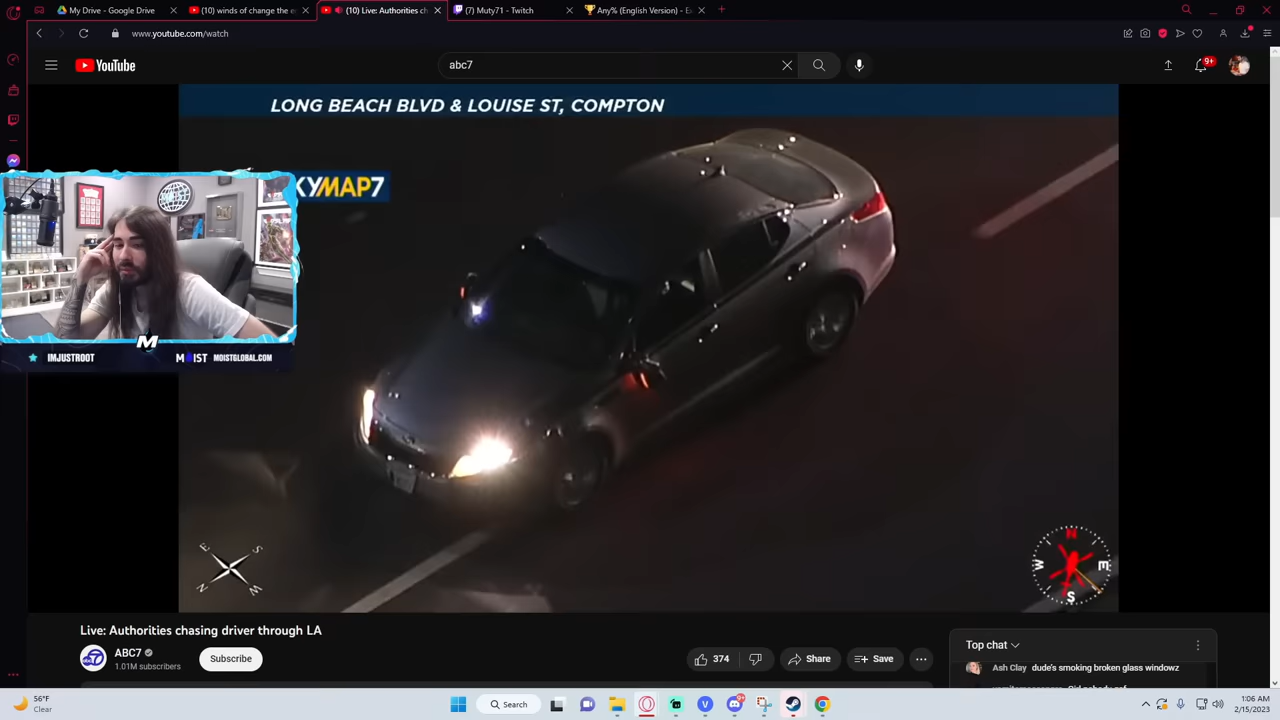 My Drive - Google Drive
(10) winds of change the e
(10) Live: Authorities ch
(7) Muty71 - Twitch
Any% (English Version) - E
www.youtube.com/watch
YouTube
abc7
9+
LONG BEACH BLVD & LOUISE ST, COMPTON
KYMAP7
M
IMJUSTROOT
MOIST MOISTGLOBAL.COM
E
S
N
W
N
W
E
S
Live: Authorities chasing driver through LA
ABC7
1.01M subscribers
Subscribe
374
Share
Save
Top chat
Ash Clay dude's smoking broken glass windowz
56°F
Clear
Search
1:06 AM
2/15/2023